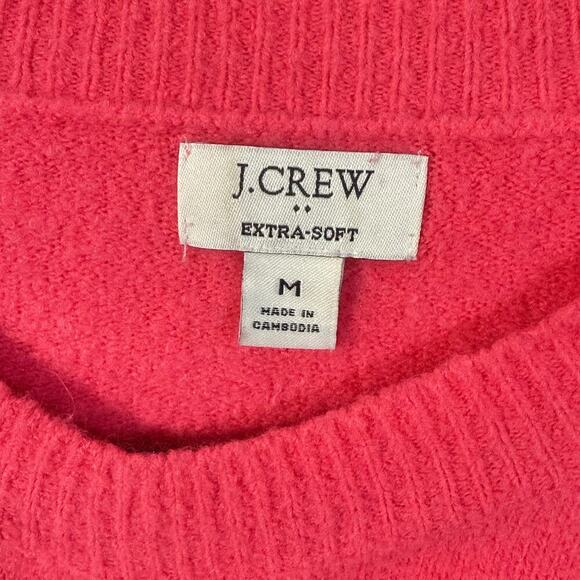 J.CREW
EXTRA-SOFT
M
MADE IN
CAMBODIA